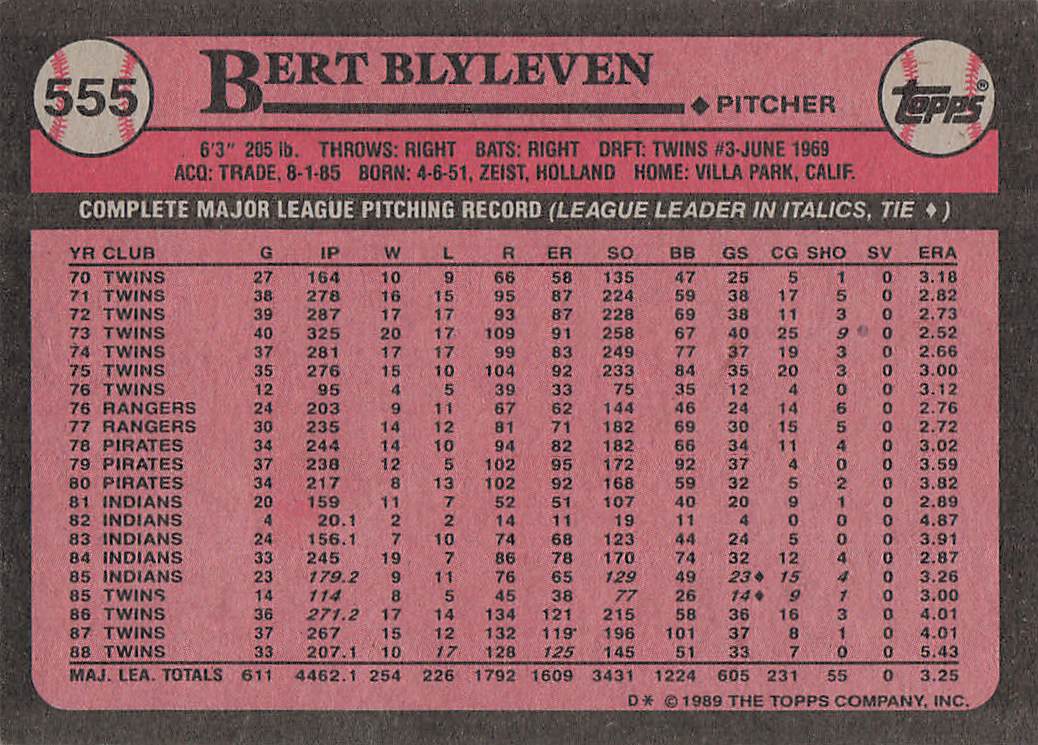 555
BERT BLYLEVEN
◆ PITCHER
topps®
6'3" 205 lb. THROWS: RIGHT BATS: RIGHT DRFT: TWINS #3-JUNE 1969
ACQ: TRADE, 8-1-85 BORN: 4-6-51, ZEIST, HOLLAND HOME: VILLA PARK, CALIF.
COMPLETE MAJOR LEAGUE PITCHING RECORD (LEAGUE LEADER IN ITALICS, TIE ♦)
YR CLUB G IP W L R ER SO BB GS CG SHO SV ERA
70 TWINS 27 164 10 9 66 58 135 47 25 5 1 0 3.18
71 TWINS 38 278 16 15 95 87 224 59 38 17 5 0 2.82
72 TWINS 39 287 17 17 93 87 228 69 38 11 3 0 2.73
73 TWINS 40 325 20 17 109 91 258 67 40 25 9 0 2.52
74 TWINS 37 281 17 17 99 83 249 77 37 19 3 0 2.66
75 TWINS 35 276 15 10 104 92 233 84 35 20 3 0 3.00
76 TWINS 12 95 4 5 39 33 75 35 12 4 0 0 3.12
76 RANGERS 24 203 9 11 67 62 144 46 24 14 6 0 2.76
77 RANGERS 30 235 14 12 81 71 182 69 30 15 5 0 2.72
78 PIRATES 34 244 14 10 94 82 182 66 34 11 4 0 3.02
79 PIRATES 37 238 12 5 102 95 172 92 37 4 0 0 3.59
80 PIRATES 34 217 8 13 102 92 168 59 32 5 2 0 3.82
81 INDIANS 20 159 11 7 52 51 107 40 20 9 1 0 2.89
82 INDIANS 4 20.1 2 2 14 11 19 11 4 0 0 0 4.87
83 INDIANS 24 156.1 7 10 74 68 123 44 24 5 0 0 3.91
84 INDIANS 33 245 19 7 86 78 170 74 32 12 4 0 2.87
85 INDIANS 23 179.2 9 11 76 65 129 49 23♦ 15 4 0 3.26
85 TWINS 14 114 8 5 45 38 77 26 14♦ 9 1 0 3.00
86 TWINS 36 271.2 17 14 134 121 215 58 36 16 3 0 4.01
87 TWINS 37 267 15 12 132 119 196 101 37 8 1 0 4.01
88 TWINS 33 207.1 10 17 128 125 145 51 33 7 0 0 5.43
MAJ. LEA. TOTALS 611 4462.1 254 226 1792 1609 3431 1224 605 231 55 0 3.25
D* © 1989 THE TOPPS COMPANY, INC.